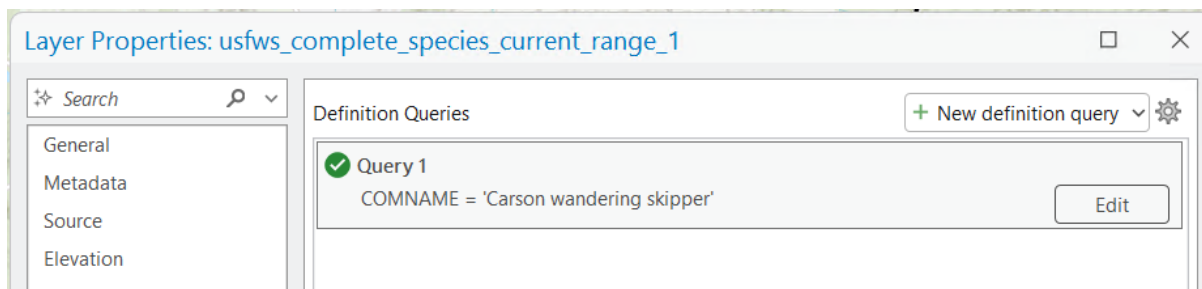 Layer Properties: usfws_complete_species_current_range_1
Search
General
Metadata
Source
Elevation
Definition Queries
+ New definition query
Query 1
COMNAME = 'Carson wandering skipper'
Edit